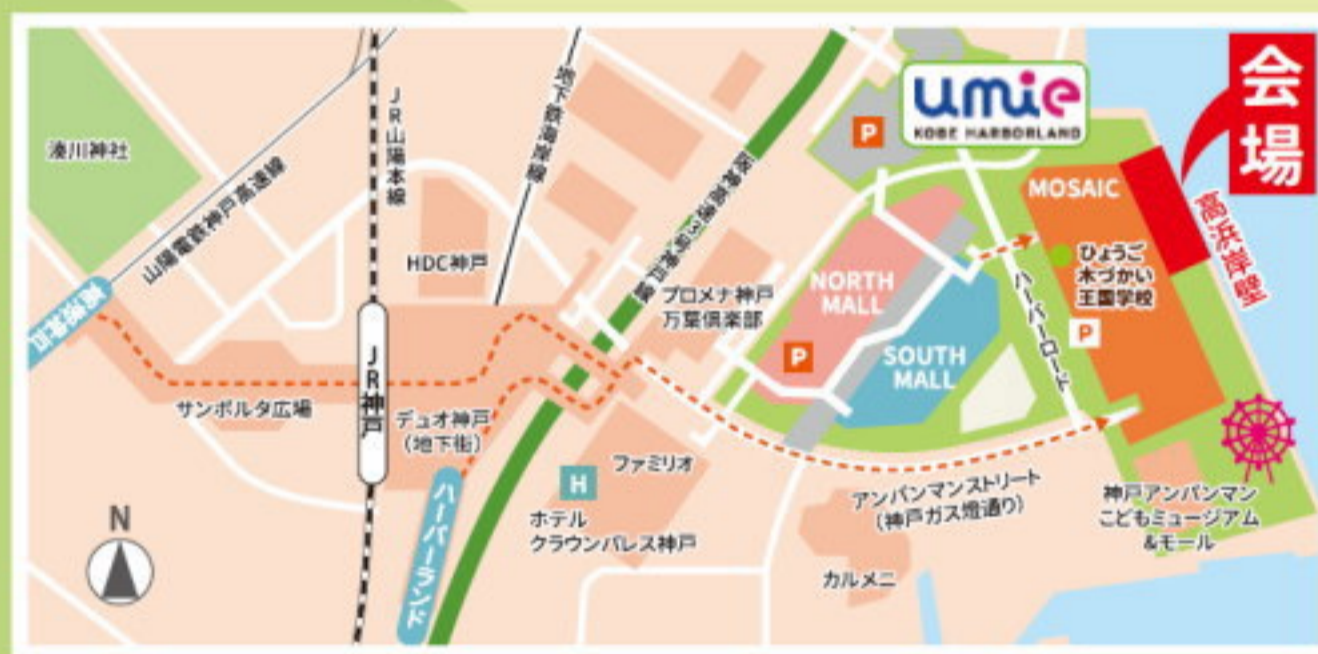 湊川神社
山陽電鉄神戸高速線
高速神戸
JR山陽本線
HDC神戸
地下鉄海岸線
JR神戸
サンポルタ広場
デュオ神戸
(地下街)
ハーバーランド
阪神高速3号神戸線
プロメナ神戸
万葉倶楽部
ファミリオ
H
ホテル
クラウンパレス神戸
N
P
umie
KOBE HARBORLAND
NORTH
MALL
P
SOUTH
MALL
MOSAIC
ひょうご
木づかい
王国学校
P
ハーバーロード
会場
高浜岸壁
アンパンマンストリート
(神戸ガス燈通り)
カルメニ
神戸アンパンマン
こどもミュージアム
&モール